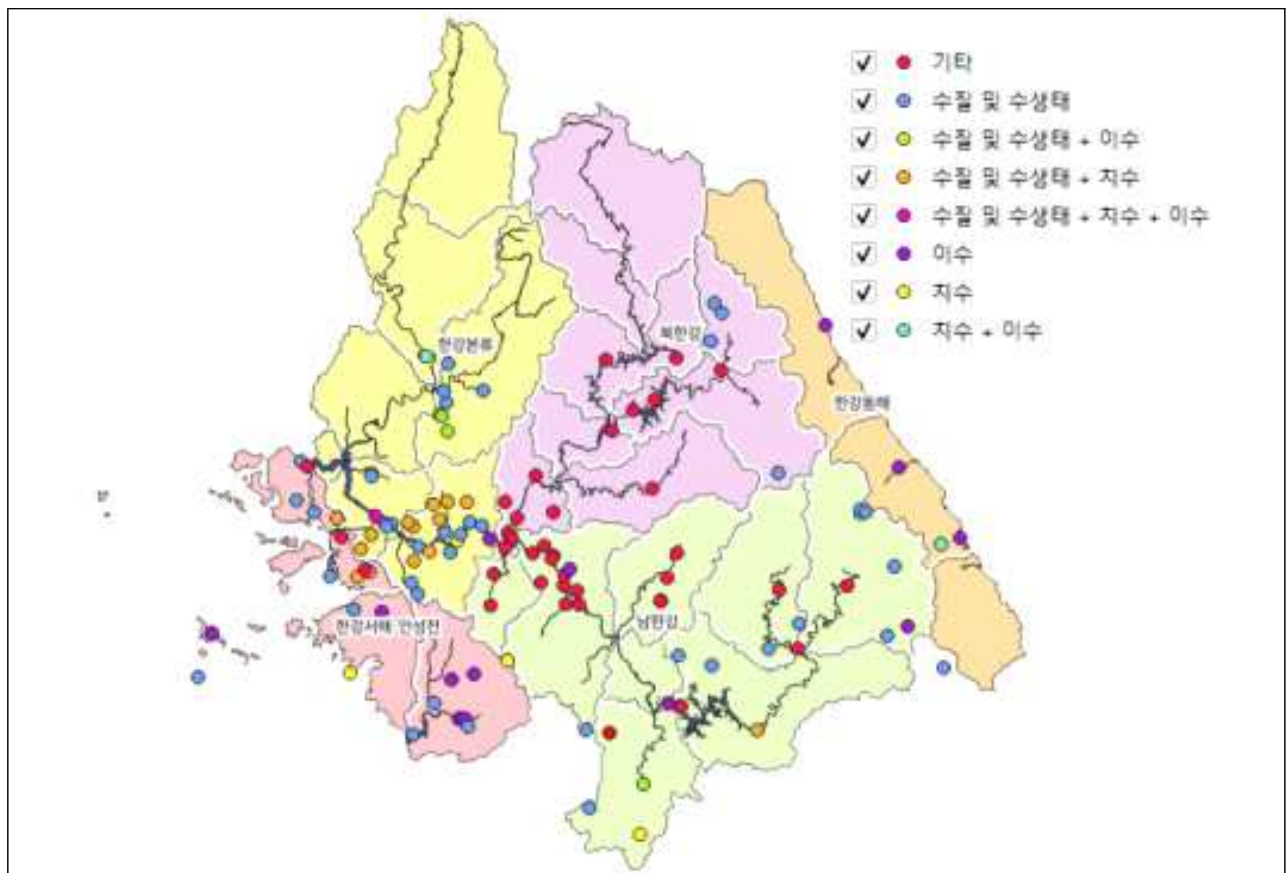 기타
수질 및 수생태
수질 및 수생태 + 이수
수질 및 수생태 + 치수
수질 및 수생태 + 치수 + 이수
이수
치수
치수 + 이수
한강본류
북한강
한강동해
한강서해
안성천
남한강